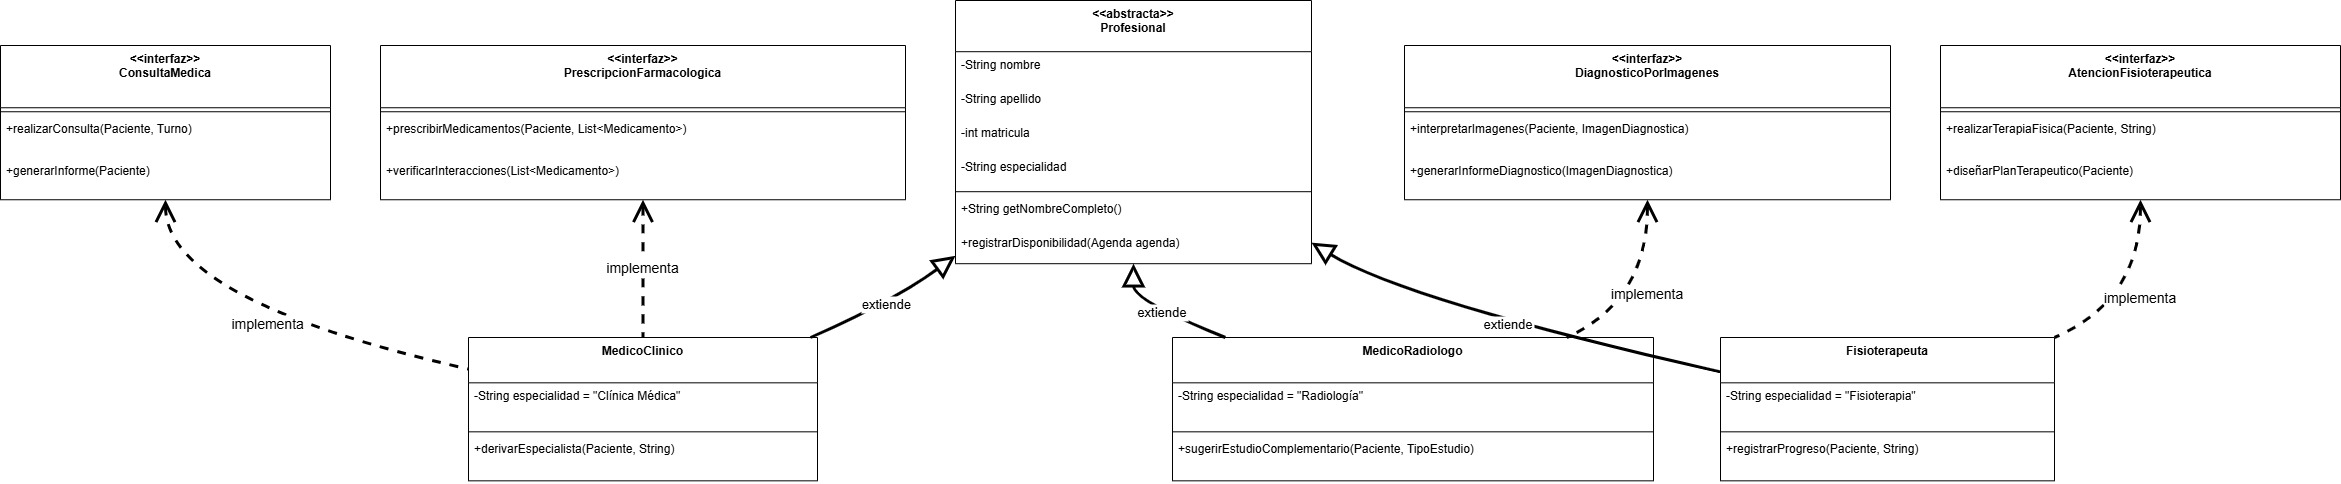 <<interfaz>>
ConsultaMedica
+realizarConsulta(Paciente, Turno)
+generarInforme(Paciente)
<<interfaz>>
PrescripcionFarmacologica
+prescribirMedicamentos(Paciente, List<Medicamento>)
+verificarInteracciones(List<Medicamento>)
<<abstracta>>
Profesional
-String nombre
-String apellido
-int matricula
-String especialidad
+String getNombreCompleto()
+registrarDisponibilidad(Agenda agenda)
<<interfaz>>
DiagnosticoPorImagenes
+interpretarImagenes(Paciente, ImagenDiagnostica)
+generarInformeDiagnostico(ImagenDiagnostica)
<<interfaz>>
AtencionFisioterapeutica
+realizarTerapiaFisica(Paciente, String)
+diseñarPlanTerapeutico(Paciente)
implementa
implementa
extiende
extiende
extiende
implementa
implementa
MedicoClinico
-String especialidad = "Clínica Médica"
+derivarEspecialista(Paciente, String)
MedicoRadiologo
-String especialidad = "Radiología"
+sugerirEstudioComplementario(Paciente, TipoEstudio)
Fisioterapeuta
-String especialidad = "Fisioterapia"
+registrarProgreso(Paciente, String)